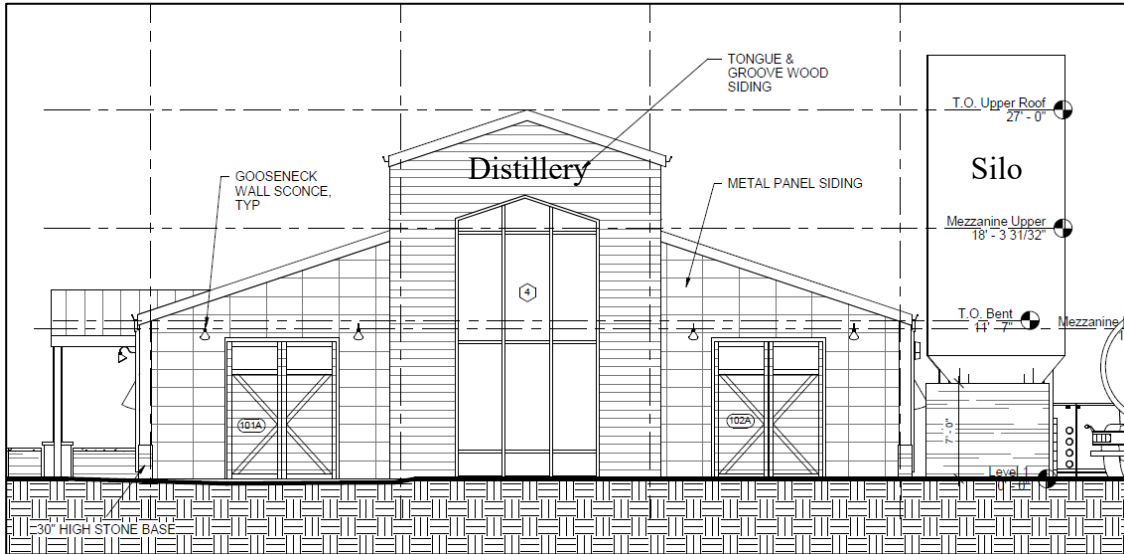 TONGUE &
GROOVE WOOD
SIDING
T.O. Upper Roof
27' - 0"
Distillery
Silo
GOOSENECK
WALL SCONCE,
TYP
METAL PANEL SIDING
Mezzanine Upper
18' - 3 31/32"
4
T.O. Bent
11' - 7"
Mezzanine
101A
102A
7' - 0"
Level 1
0' - 0"
30" HIGH STONE BASE